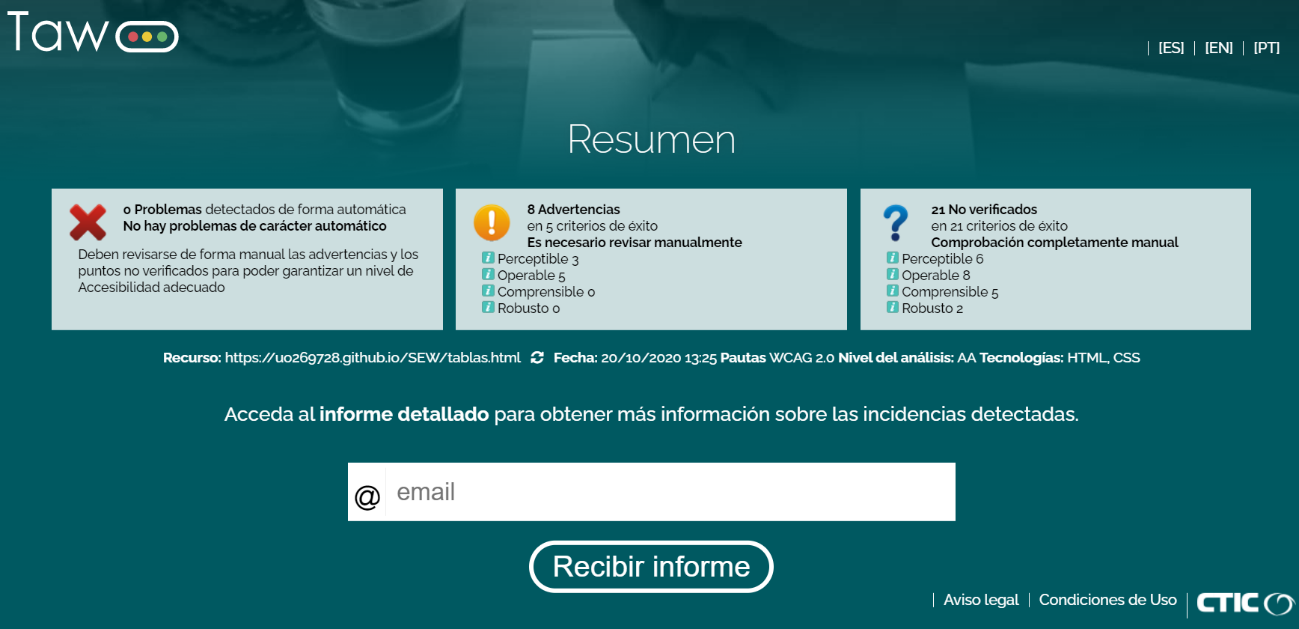 Taw
[ES] [EN] [PT]
Resumen
0 Problemas detectados de forma automática
No hay problemas de carácter automático
Deben revisarse de forma manual las advertencias y los
puntos no verificados para poder garantizar un nivel de
Accesibilidad adecuado
8 Advertencias
en 5 criterios de éxito
Es necesario revisar manualmente
Perceptible 3
Operable 5
Comprensible 0
Robusto 0
21 No verificados
en 21 criterios de éxito
Comprobación completamente manual
Perceptible 6
Operable 8
Comprensible 5
Robusto 2
Recurso: https://uo269728.github.io/SEW/tablas.html Fecha: 20/10/2020 13:25 Pautas WCAG 2.0 Nivel del análisis: AA Tecnologías: HTML, CSS
Acceda al informe detallado para obtener más información sobre las incidencias detectadas.
@ email
Recibir informe
Aviso legal | Condiciones de Uso | CTIC